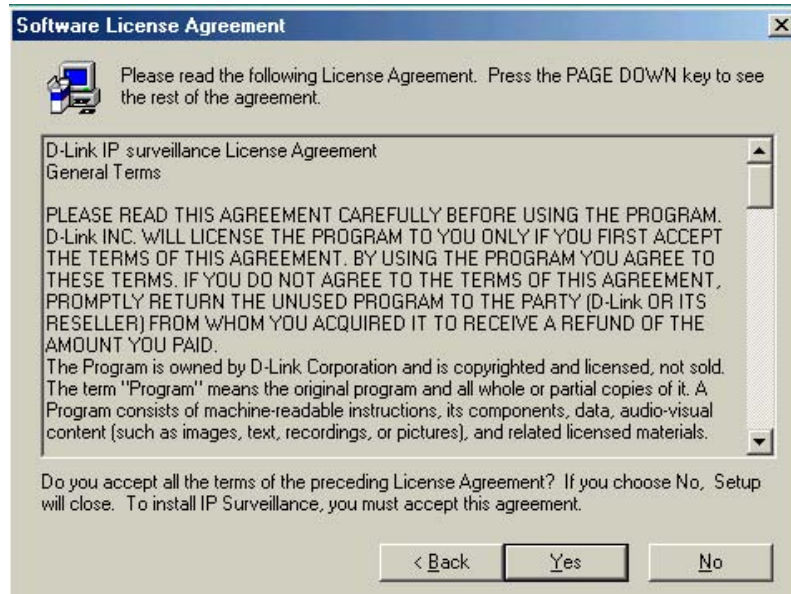 Software License Agreement
Please read the following License Agreement. Press the PAGE DOWN key to see
the rest of the agreement.
D-Link IP surveillance License Agreement
General Terms
PLEASE READ THIS AGREEMENT CAREFULLY BEFORE USING THE PROGRAM.
D-Link INC. WILL LICENSE THE PROGRAM TO YOU ONLY IF YOU FIRST ACCEPT
THE TERMS OF THIS AGREEMENT. BY USING THE PROGRAM YOU AGREE TO
THESE TERMS. IF YOU DO NOT AGREE TO THE TERMS OF THIS AGREEMENT,
PROMPTLY RETURN THE UNUSED PROGRAM TO THE PARTY (D-Link OR ITS
RESELLER) FROM WHOM YOU ACQUIRED IT TO RECEIVE A REFUND OF THE
AMOUNT YOU PAID.
The Program is owned by D-Link Corporation and is copyrighted and licensed, not sold.
The term "Program" means the original program and all whole or partial copies of it. A
Program consists of machine-readable instructions, its components, data, audio-visual
content (such as images, text, recordings, or pictures), and related licensed materials.
Do you accept all the terms of the preceding License Agreement? If you choose No, Setup
will close. To install IP Surveillance, you must accept this agreement.
< Back
Yes
No